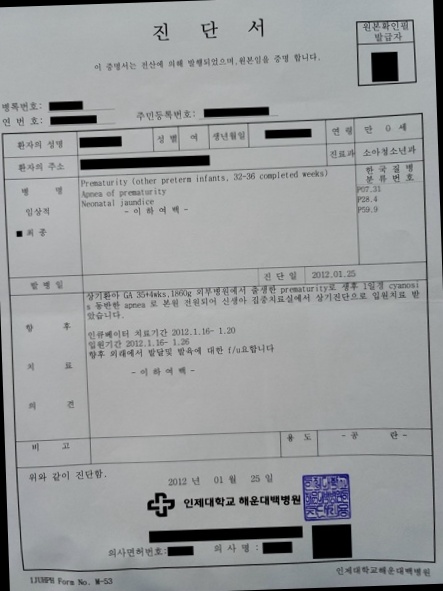 진 단 서
원본확인필
발급자
이 증명서는 전산에 의해 발행되었으며, 원본임을 증명 합니다.
병록번호:
연 번 호:
주민등록번호:
환자의 성명
성 별
여
생년월일
연 령
만 0 세
환자의 주소
진료과
소아청소년과
병 명
임상적
■ 최 종
Prematurity (other preterm infants, 32-36 completed weeks)
Apnea of prematurity
Neonatal jaundice
- 이 하 여 백 -
한 국 질 병
분 류 번 호
P07.31
P28.4
P59.9
발 병 일
진 단 일
2012.01.25
향 후
치 료
의 견
상기환아 GA 35+4wks, 1860g 외부병원에서 출생한 prematurity로 생후 1일경 cyanosi
s 동반한 apnea 로 본원 전원되어 신생아 집중치료실에서 상기진단으로 입원치료 받
았습니다.
인큐베이터 치료기간 2012.1.16- 1.20
입원기간 2012.1.16- 1.26
향후 외래에서 발달및 발육에 대한 f/u요합니다
- 이 하 여 백 -
비 고
용 도
- 공 란 -
위와 같이 진단함.
2012 년 01 월 25 일
인제대학교 해운대백병원
의사면허번호:
의 사 명 :
IJUHPB Form No. M-53
인제대학교해운대백병원